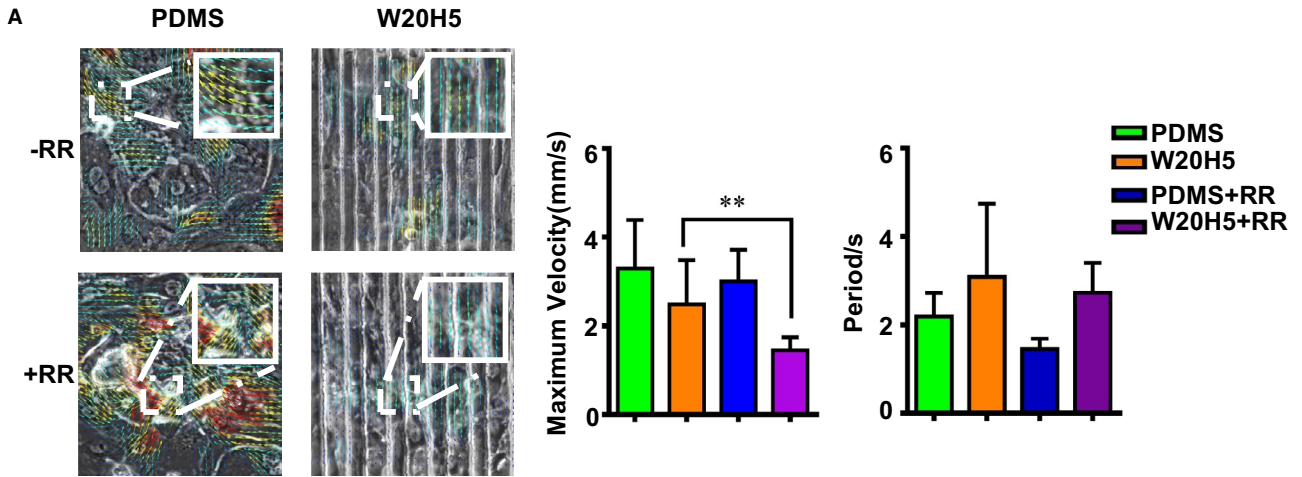 A
PDMS
W20H5
-RR
+RR
Maximum Velocity(mm/s)
6
4
2
0
**
Period/s
6
4
2
0
PDMS
W20H5
PDMS+RR
W20H5+RR